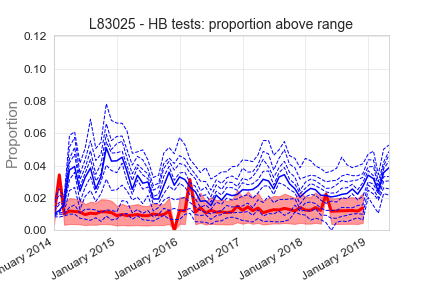 L83025 - HB tests: proportion above range
Proportion
0.12
0.10
0.08
0.06
0.04
0.02
0.00
nuary 2014
January 2015
January 2016
January 2017
January 2018
January 2019